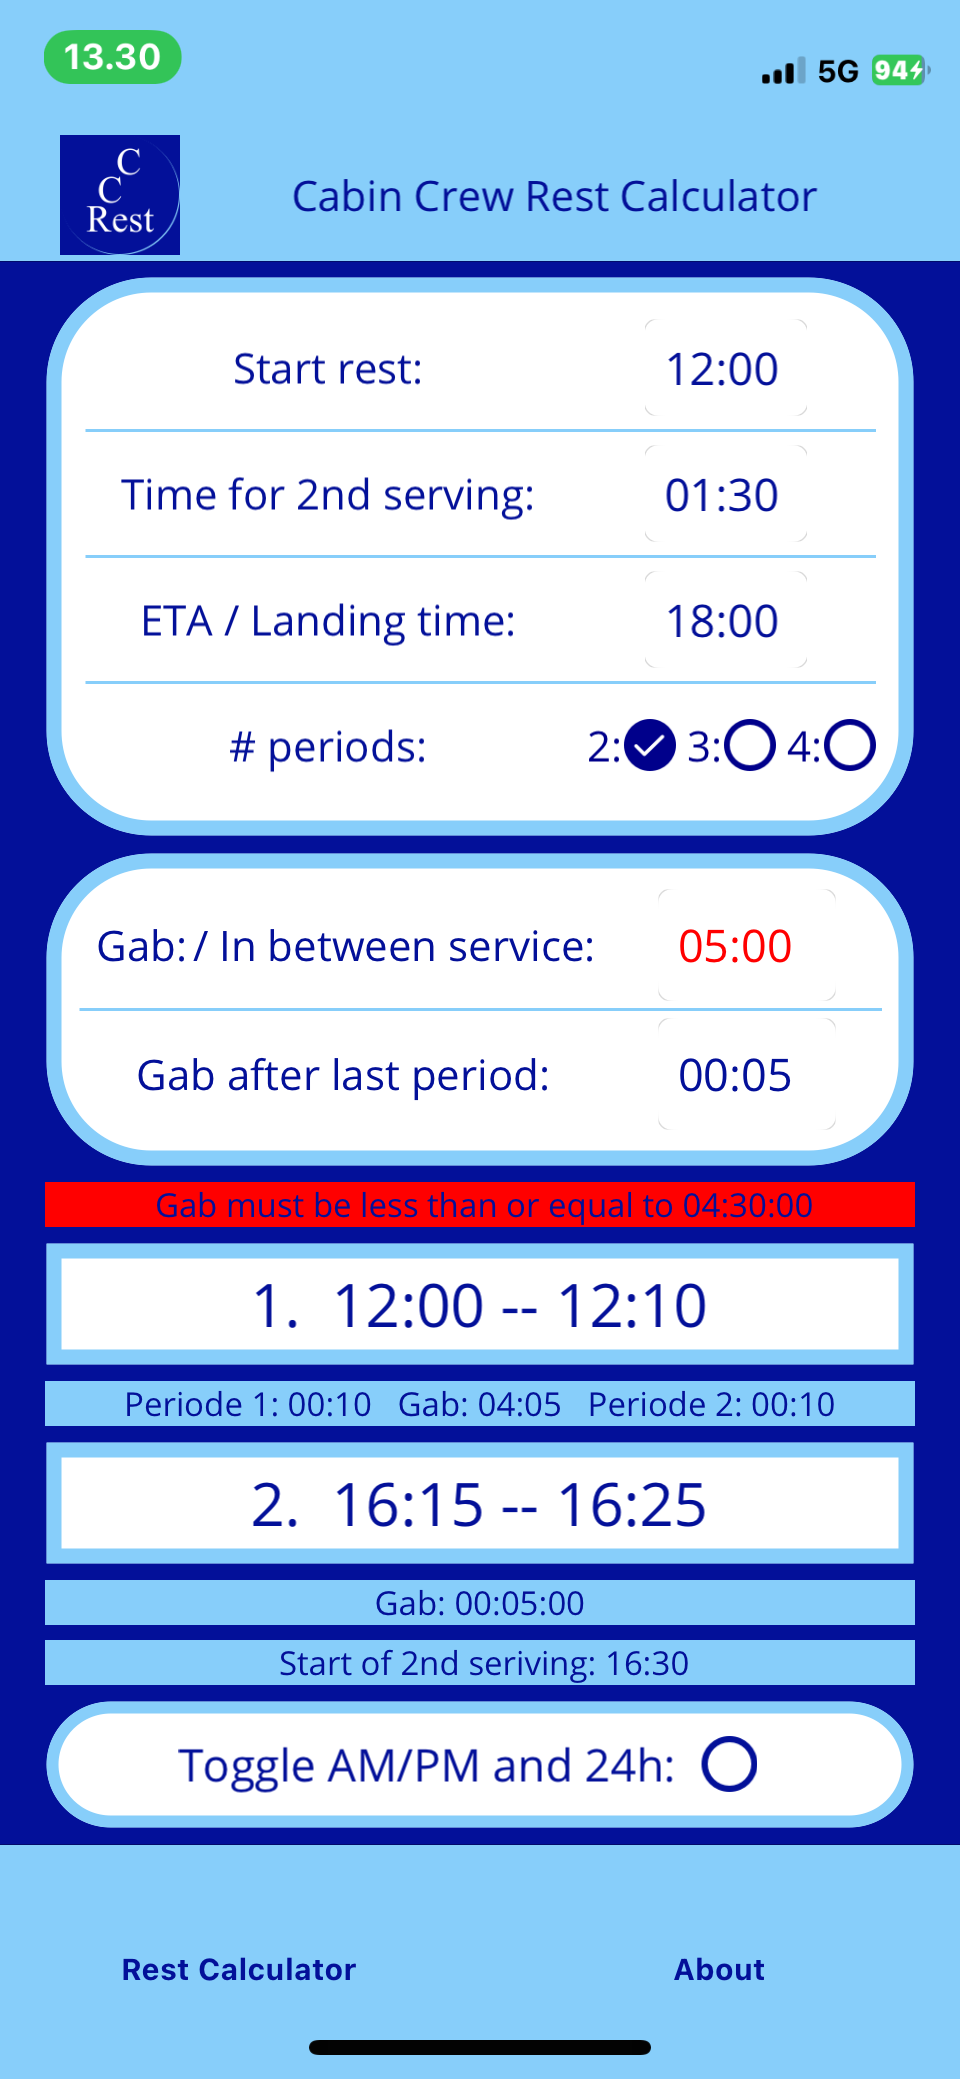 13.30
5G 94
C
C
Rest
Cabin Crew Rest Calculator
Start rest: 12:00
Time for 2nd serving: 01:30
ETA / Landing time: 18:00
# periods: 2: 3: 4:
Gab: / In between service: 05:00
Gab after last period: 00:05
Gab must be less than or equal to 04:30:00
1. 12:00 -- 12:10
Periode 1: 00:10 Gab: 04:05 Periode 2: 00:10
2. 16:15 -- 16:25
Gab: 00:05:00
Start of 2nd seriving: 16:30
Toggle AM/PM and 24h:
Rest Calculator About